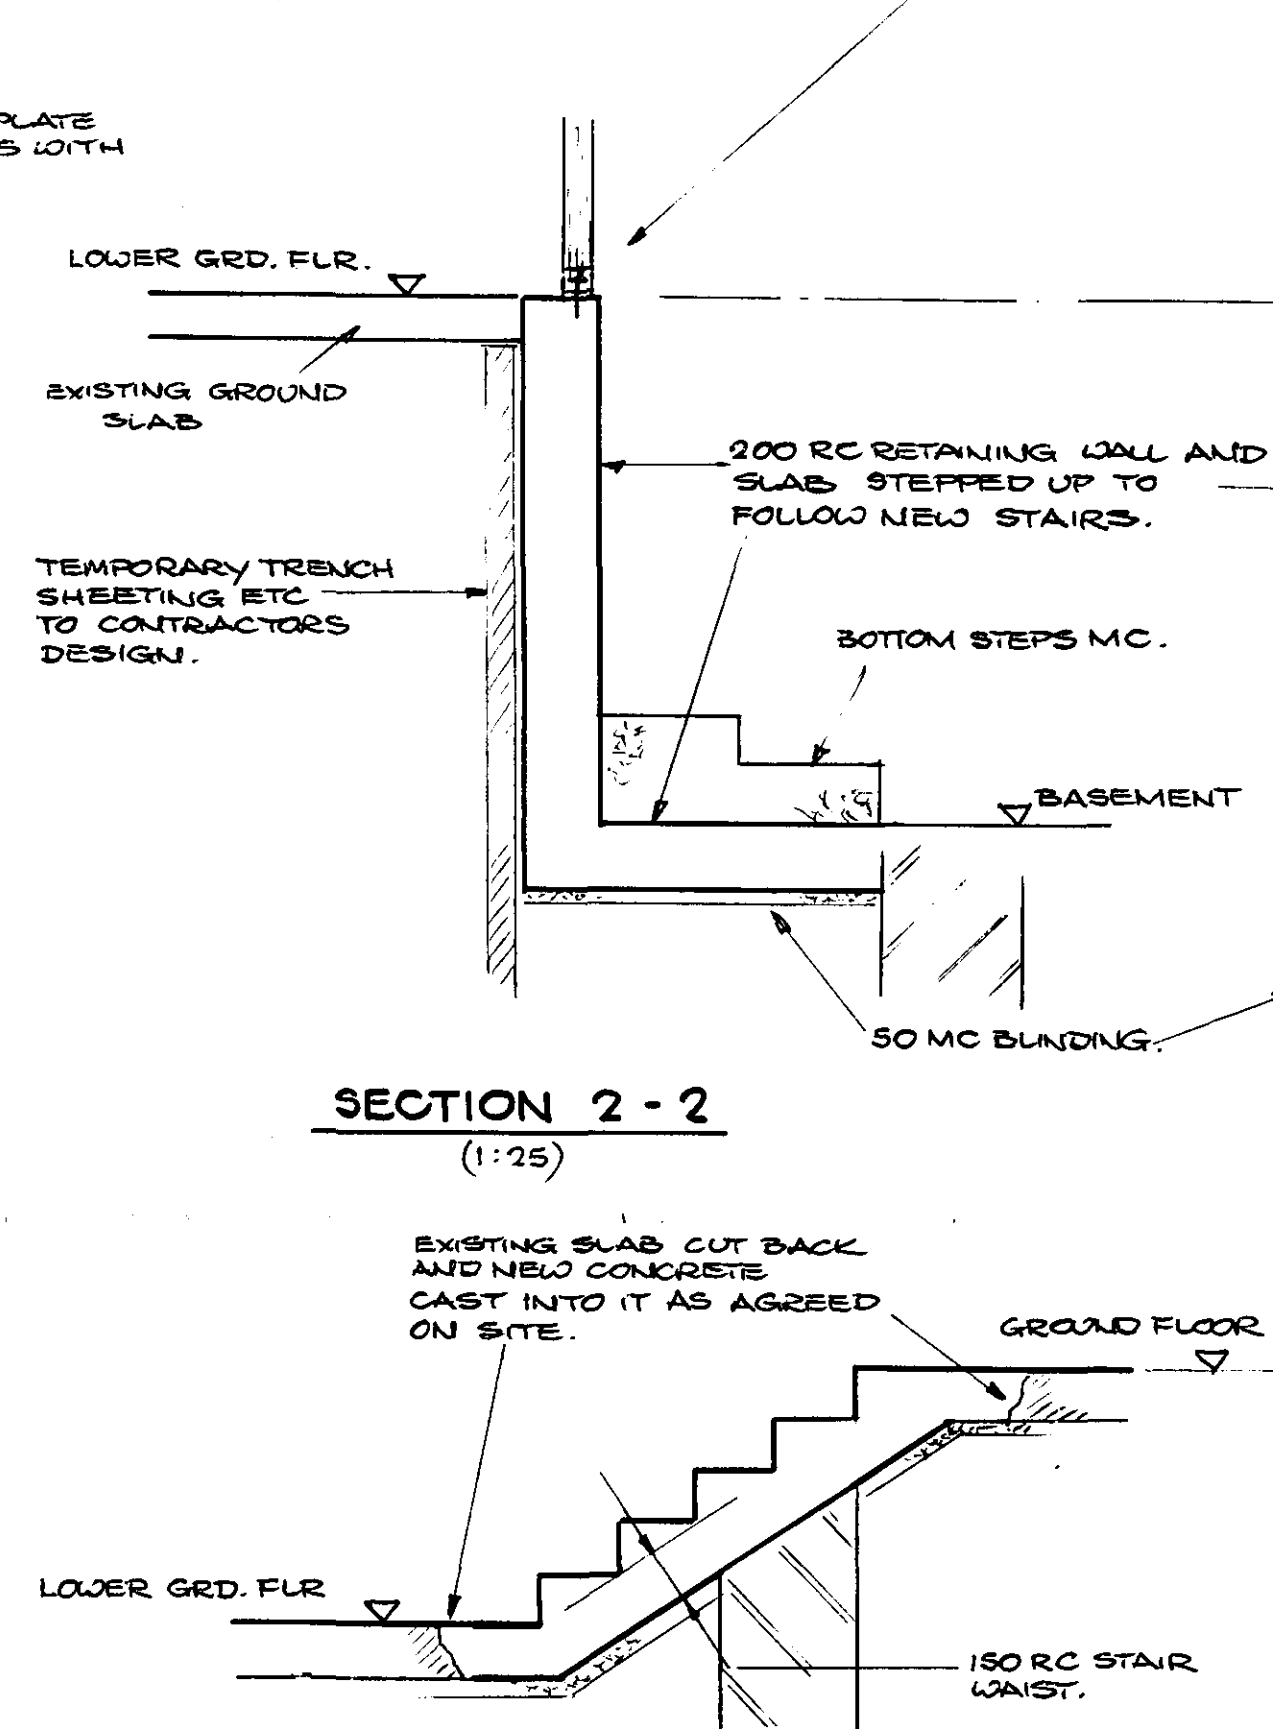 PLATE
S WITH
LOWER GRD. FLR.
EXISTING GROUND
SLAB
200 RC RETAINING WALL AND
SLAB STEPPED UP TO
FOLLOW NEW STAIRS.
TEMPORARY TRENCH
SHEETING ETC
TO CONTRACTORS
DESIGN.
BOTTOM STEPS MC.
BASEMENT
50 MC BLINDING.
SECTION 2 - 2
(1:25)
EXISTING SLAB CUT BACK
AND NEW CONCRETE
CAST INTO IT AS AGREED
ON SITE.
GROUND FLOOR
LOWER GRD. FLR
150 RC STAIR
WAIST.